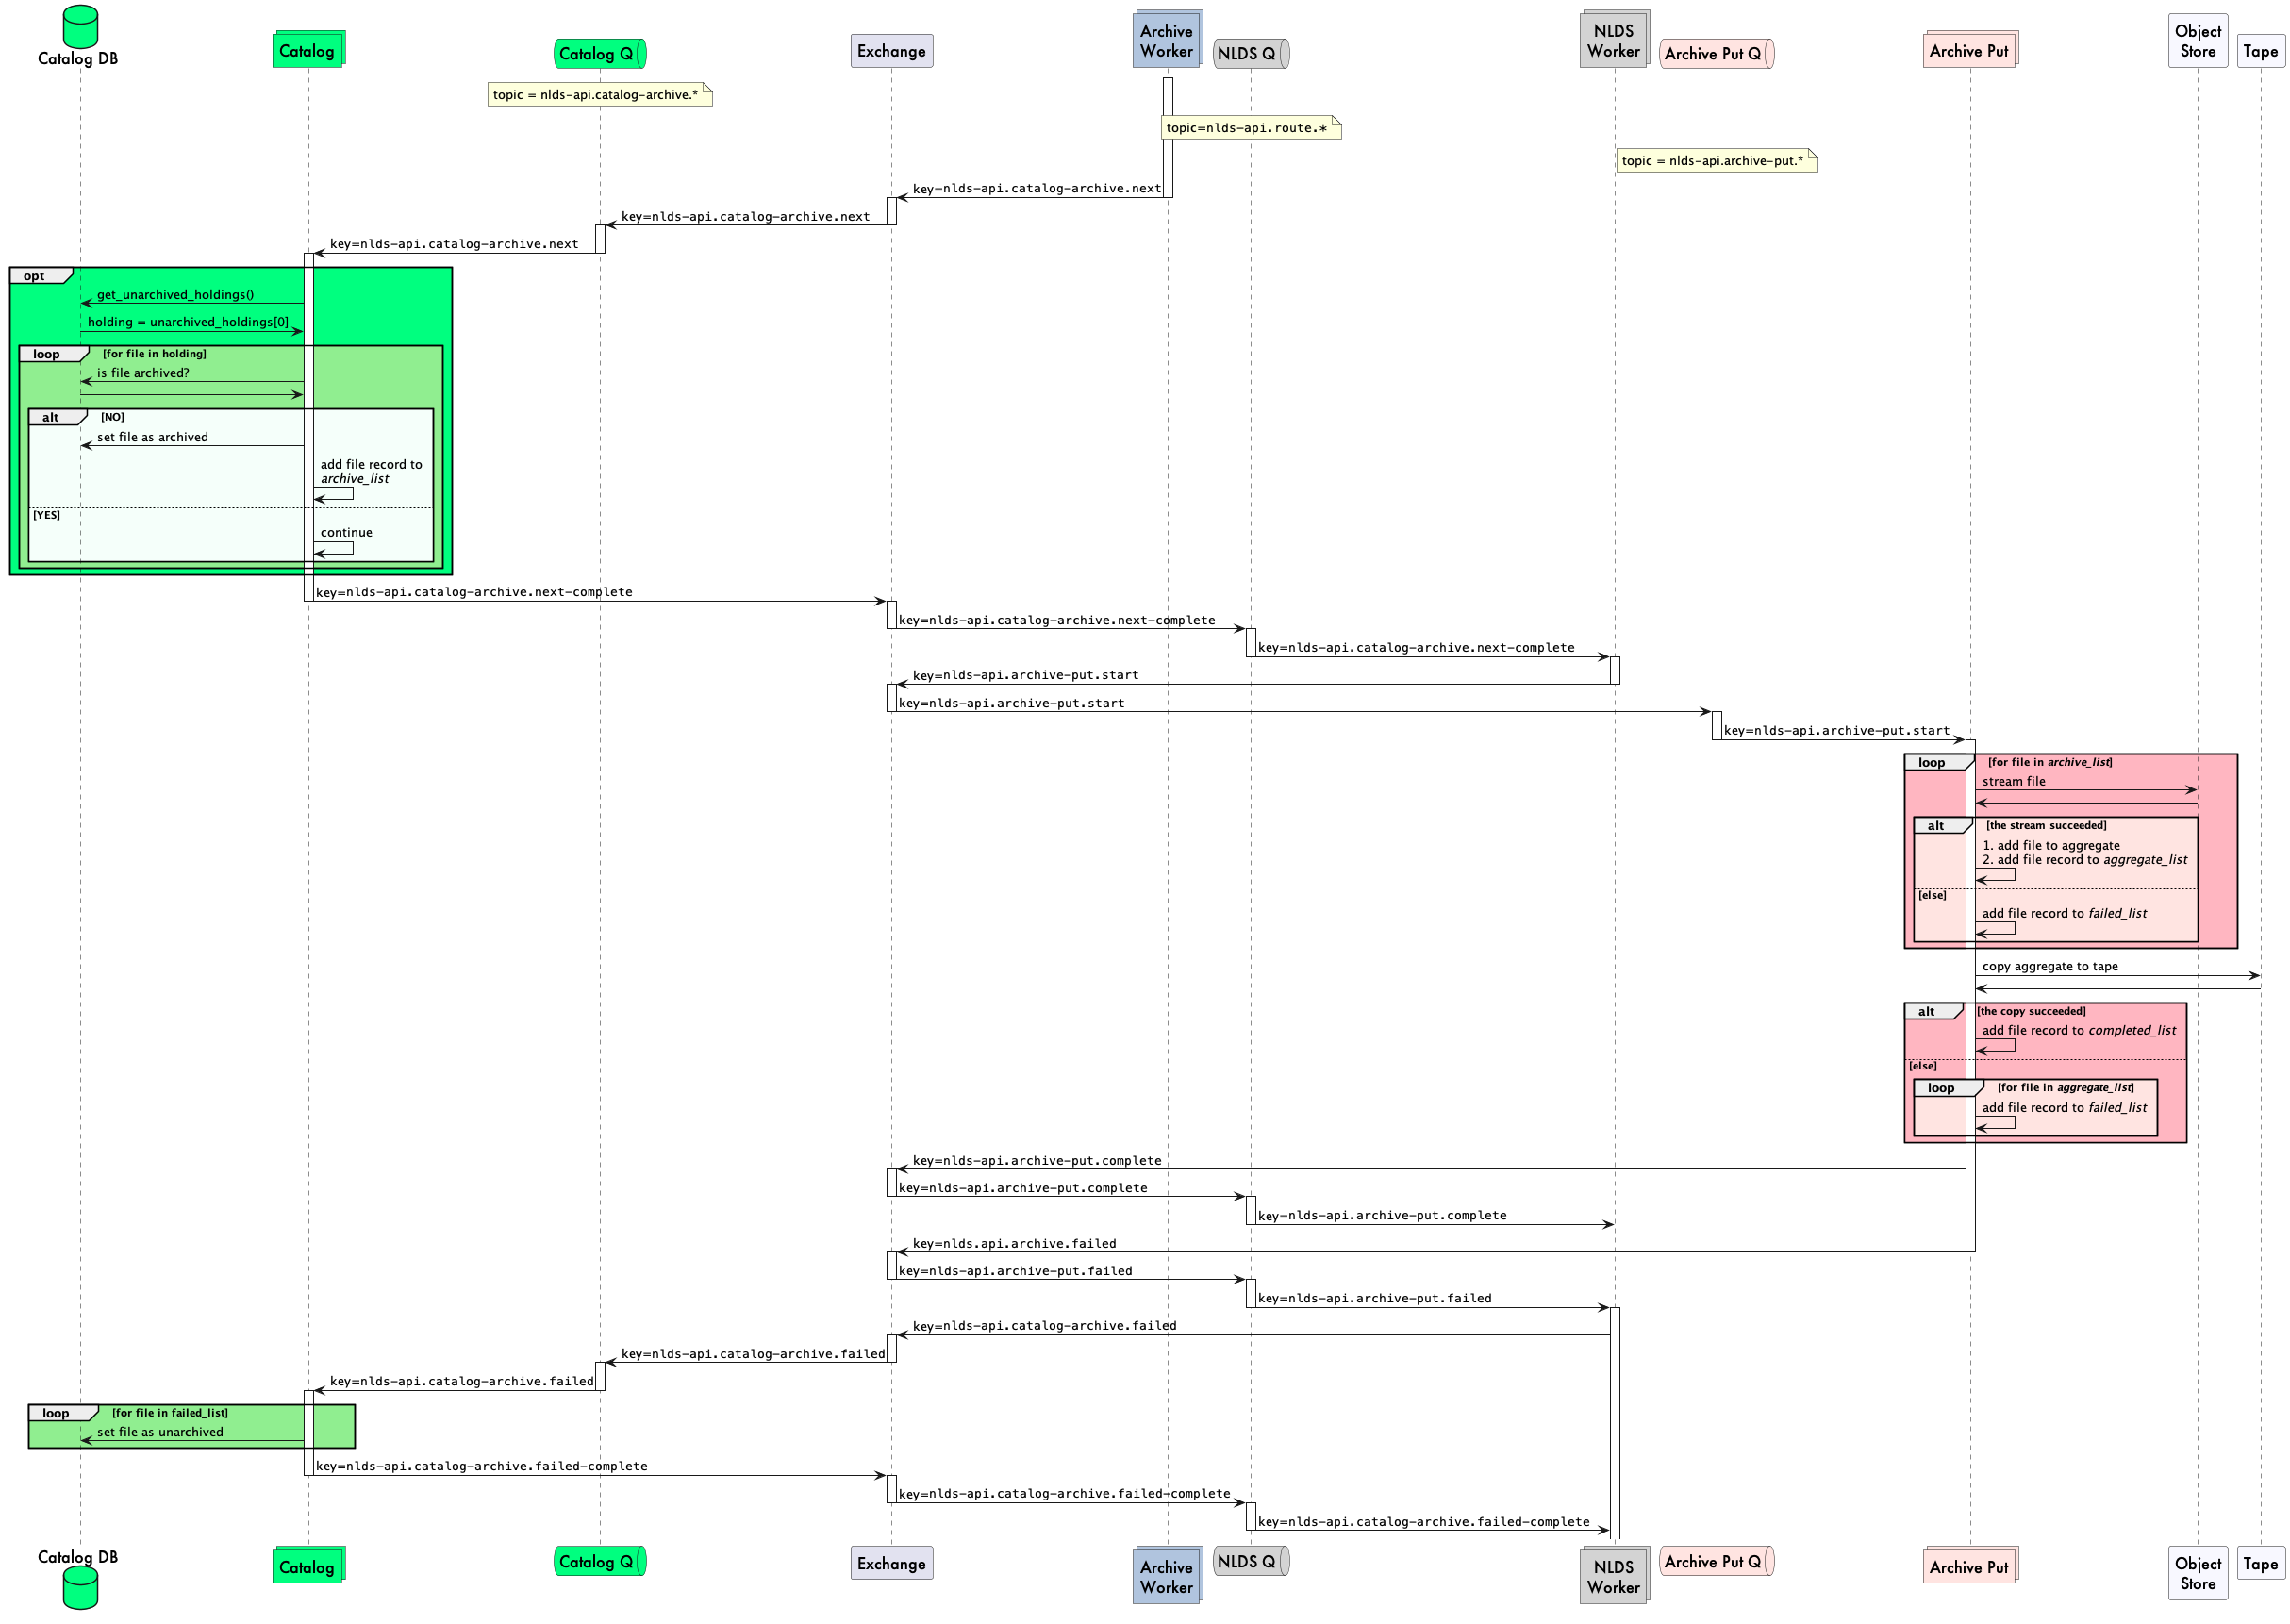 Catalog DB
Catalog
Catalog Q
Exchange
Archive
Worker
NLDS Q
NLDS
Worker
Archive Put Q
Archive Put
Object
Store
Tape
topic = nlds-api.catalog-archive.*
topic=nlds-api.route.*
topic = nlds-api.archive-put.*
key=nlds-api.catalog-archive.next
key=nlds-api.catalog-archive.next
key=nlds-api.catalog-archive.next
opt
get_unarchived_holdings()
holding = unarchived_holdings[0]
loop [for file in holding]
is file archived?
alt [NO]
set file as archived
add file record to
archive_list
[YES]
continue
key=nlds-api.catalog-archive.next-complete
key=nlds-api.catalog-archive.next-complete
key=nlds-api.catalog-archive.next-complete
key=nlds-api.archive-put.start
key=nlds-api.archive-put.start
key=nlds-api.archive-put.start
loop [for file in archive_list]
stream file
alt [the stream succeeded]
1. add file to aggregate
2. add file record to aggregate_list
[else]
add file record to failed_list
copy aggregate to tape
alt [the copy succeeded]
add file record to completed_list
[else]
loop [for file in aggregate_list]
add file record to failed_list
key=nlds-api.archive-put.complete
key=nlds-api.archive-put.complete
key=nlds-api.archive-put.complete
key=nlds.api.archive.failed
key=nlds-api.archive-put.failed
key=nlds-api.archive-put.failed
key=nlds-api.catalog-archive.failed
key=nlds-api.catalog-archive.failed
key=nlds-api.catalog-archive.failed
loop [for file in failed_list]
set file as unarchived
key=nlds-api.catalog-archive.failed-complete
key=nlds-api.catalog-archive.failed-complete
key=nlds-api.catalog-archive.failed-complete
Catalog DB
Catalog
Catalog Q
Exchange
Archive
Worker
NLDS Q
NLDS
Worker
Archive Put Q
Archive Put
Object
Store
Tape